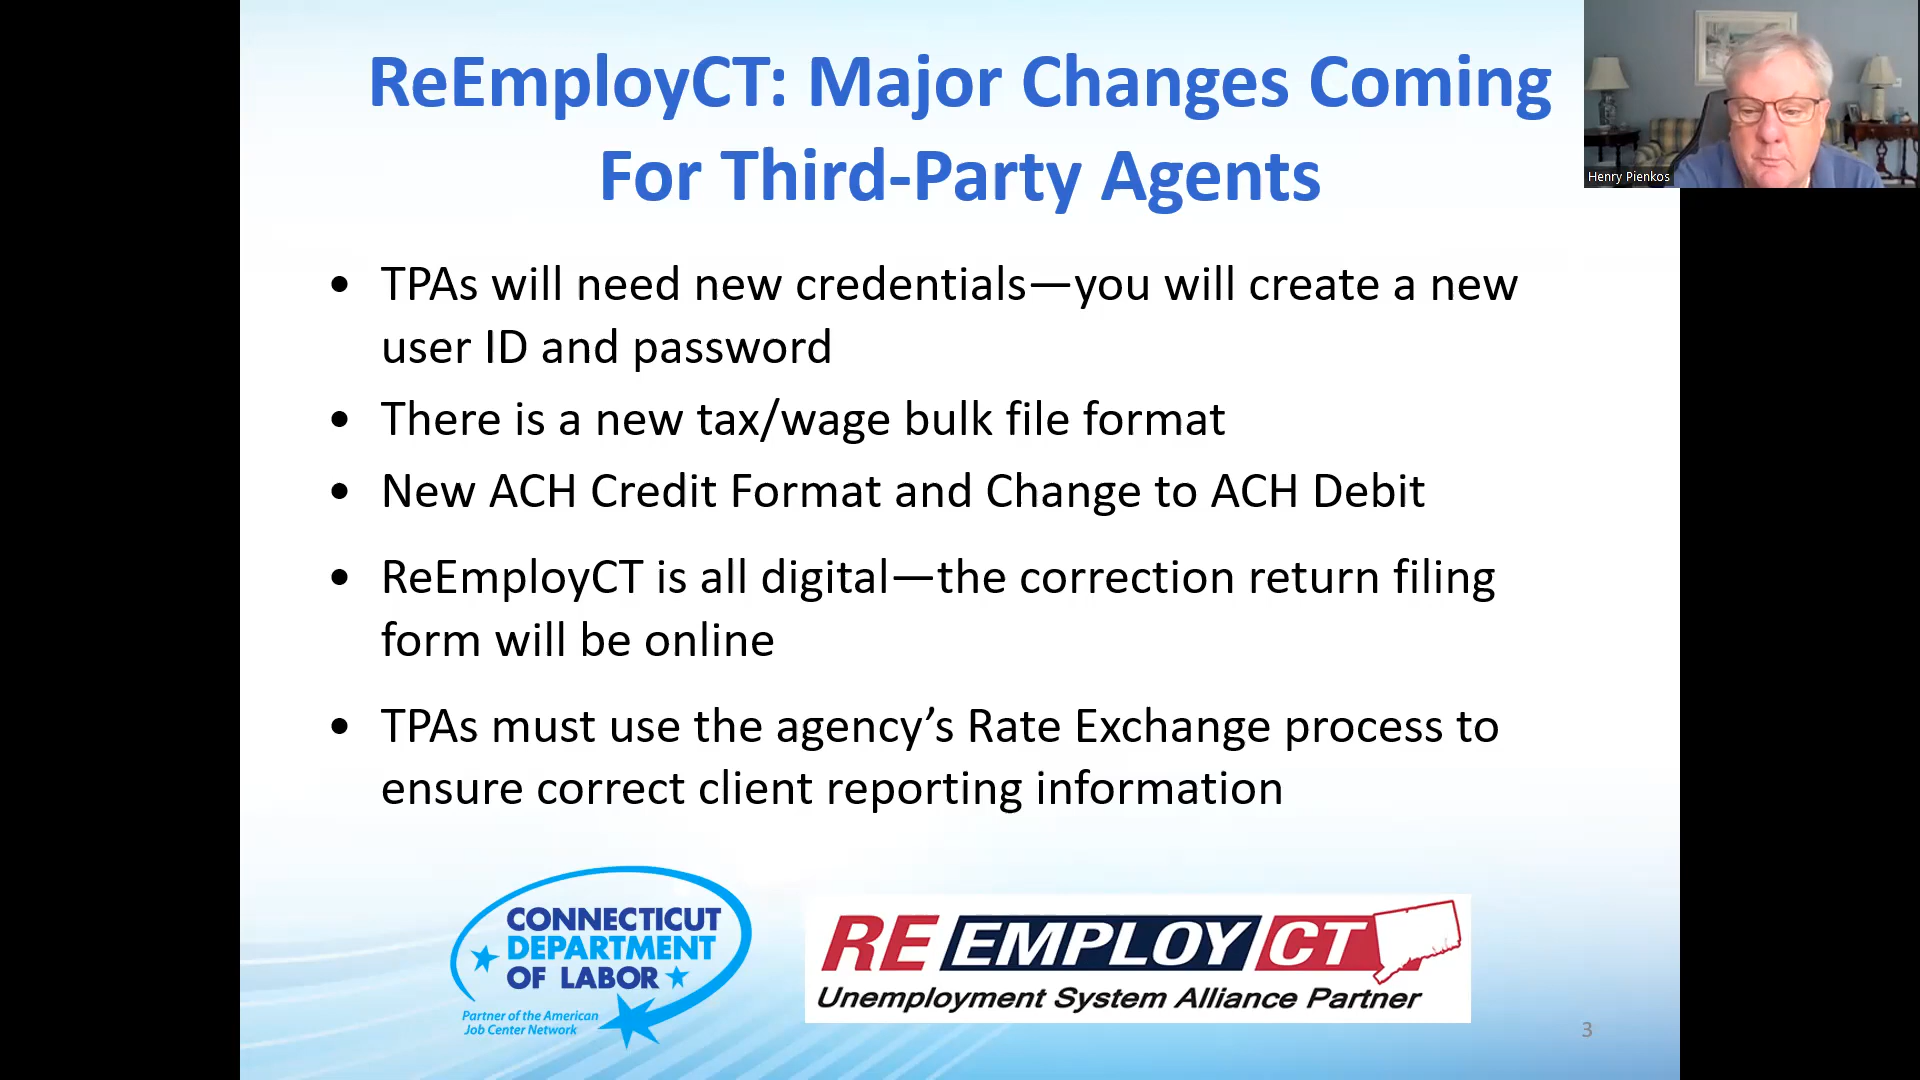 ReEmployCT: Major Changes Coming
For Third-Party Agents
Henry Pienkos
• TPAs will need new credentials—you will create a new
user ID and password
• There is a new tax/wage bulk file format
• New ACH Credit Format and Change to ACH Debit
• ReEmployCT is all digital—the correction return filing
form will be online
• TPAs must use the agency’s Rate Exchange process to
ensure correct client reporting information
CONNECTICUT
DEPARTMENT
OF LABOR
Partner of the American
Job Center Network
REEMPLOYCT
Unemployment System Alliance Partner
3